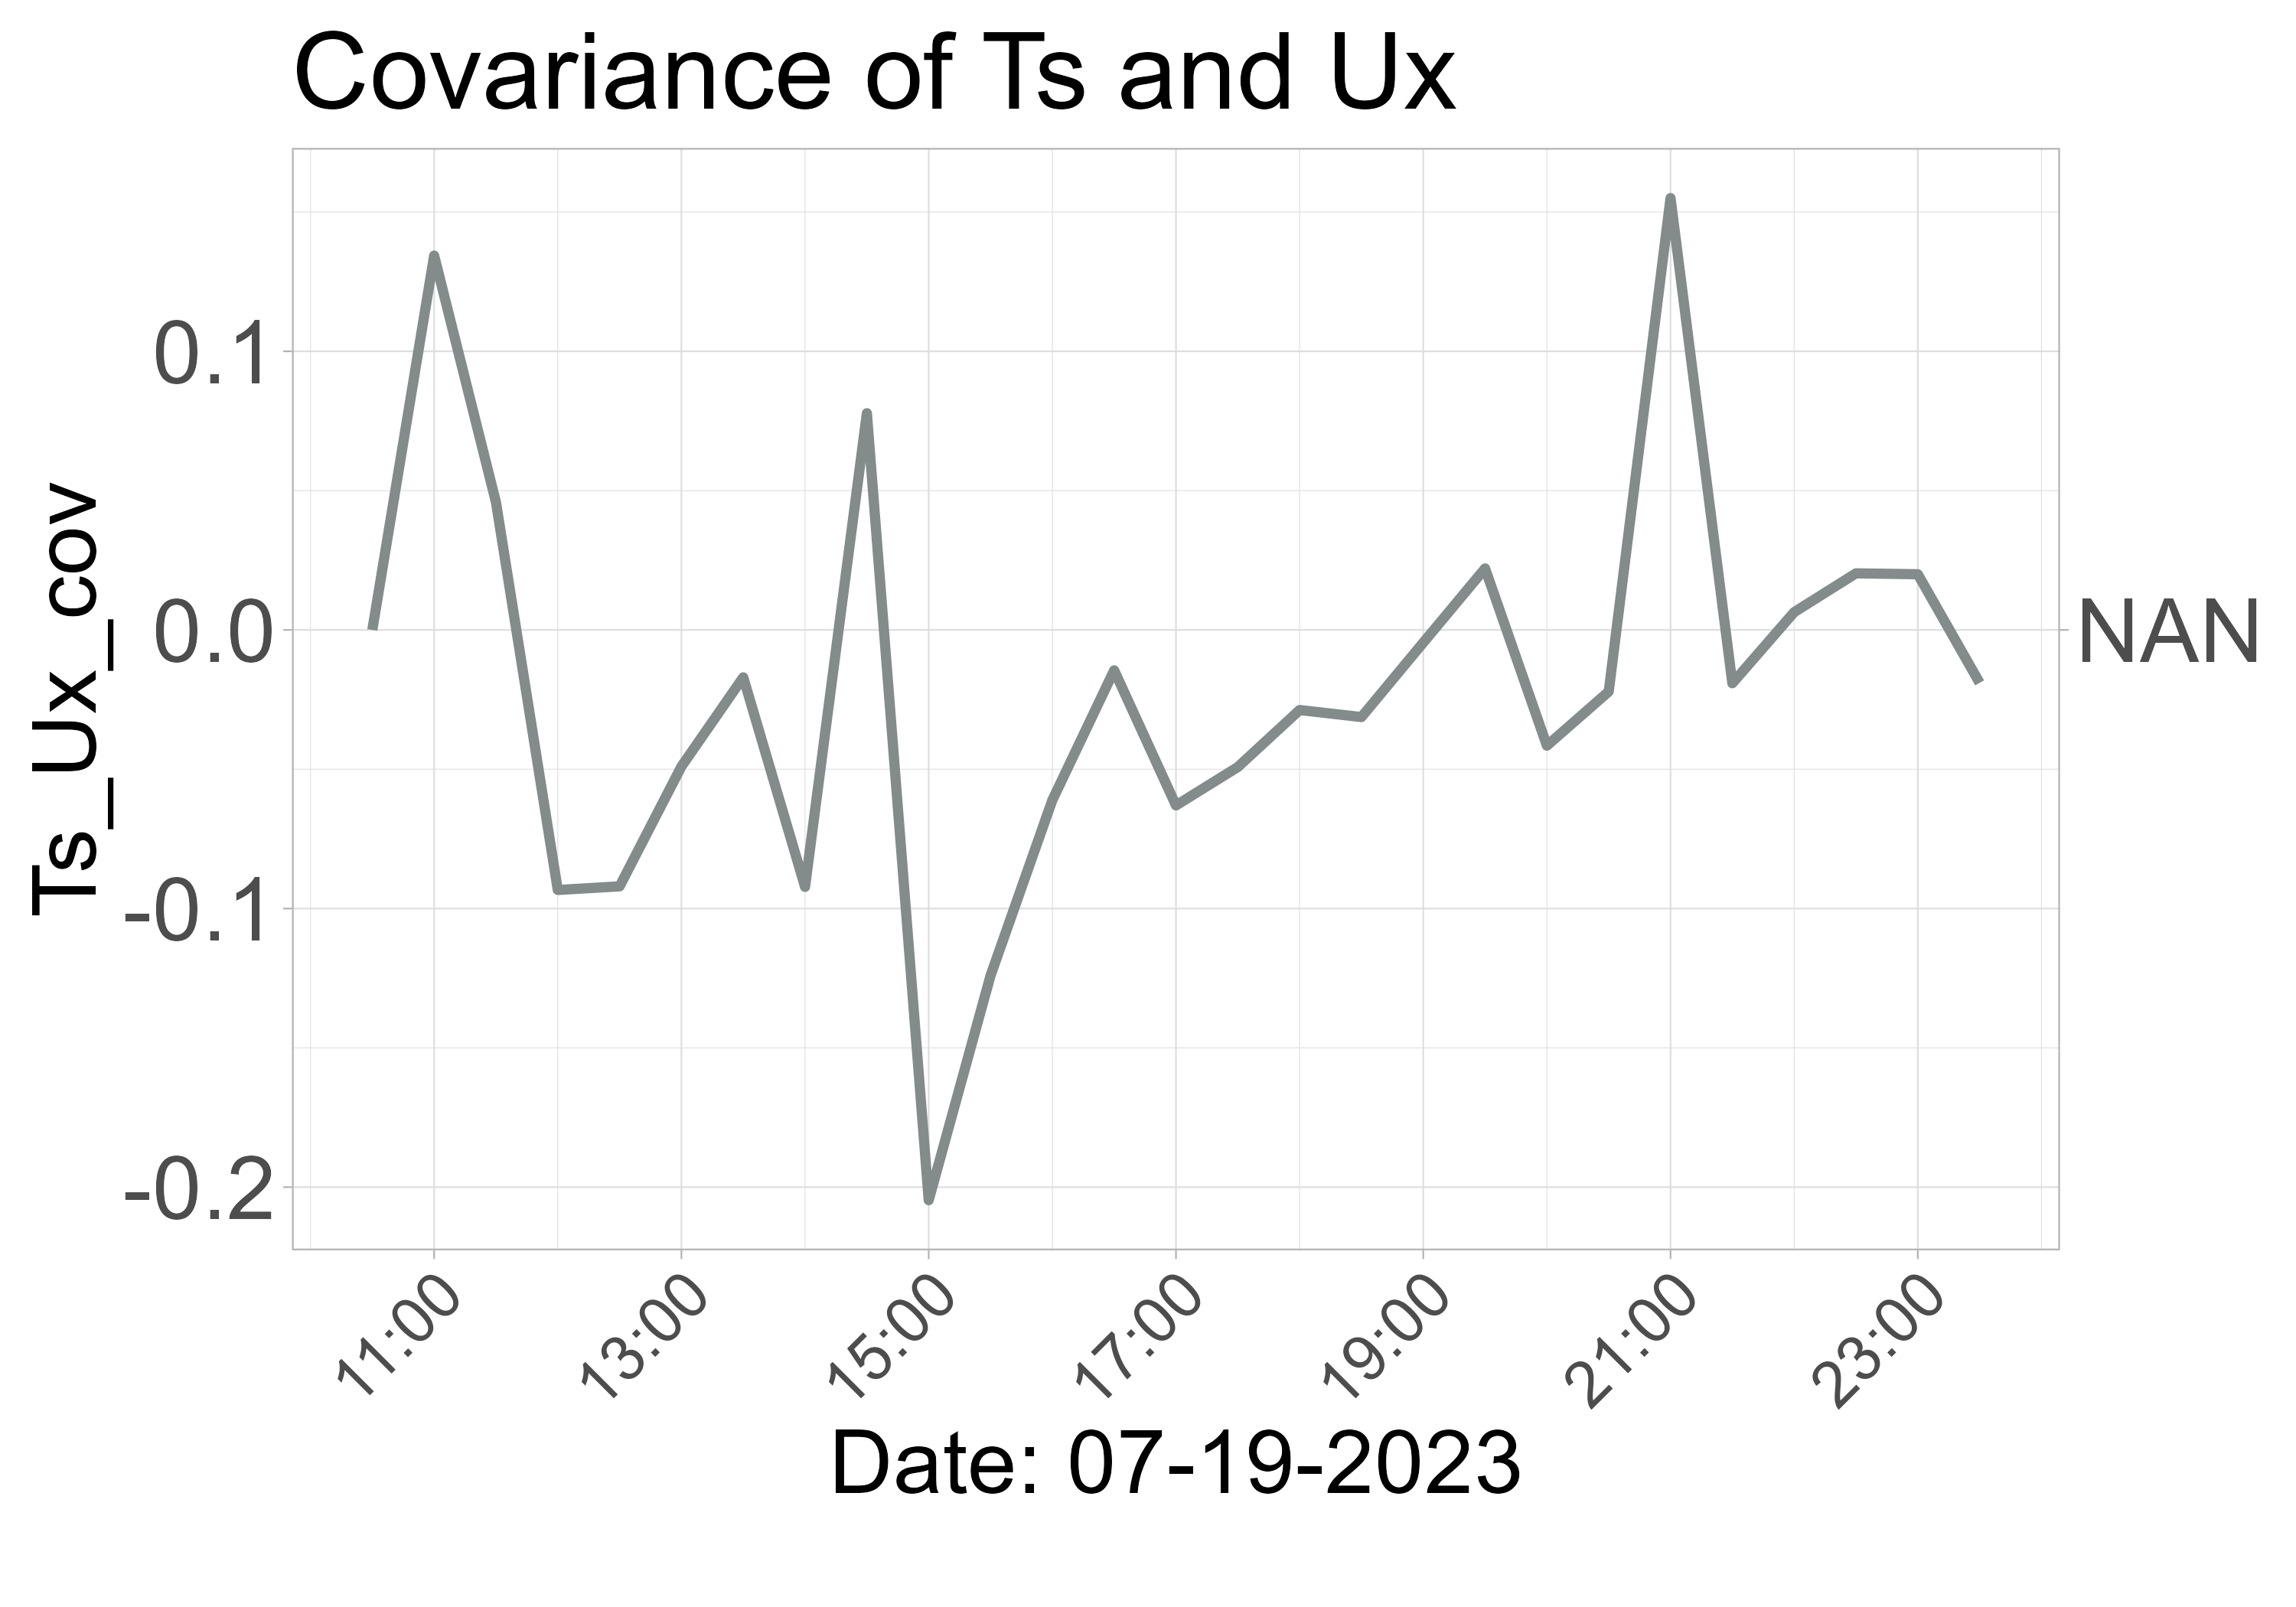 Covariance of Ts and Ux
Ts_Ux_cov
0.1
0.0
-0.1
-0.2
NAN
11:00
13:00
15:00
17:00
19:00
21:00
23:00
Date: 07-19-2023